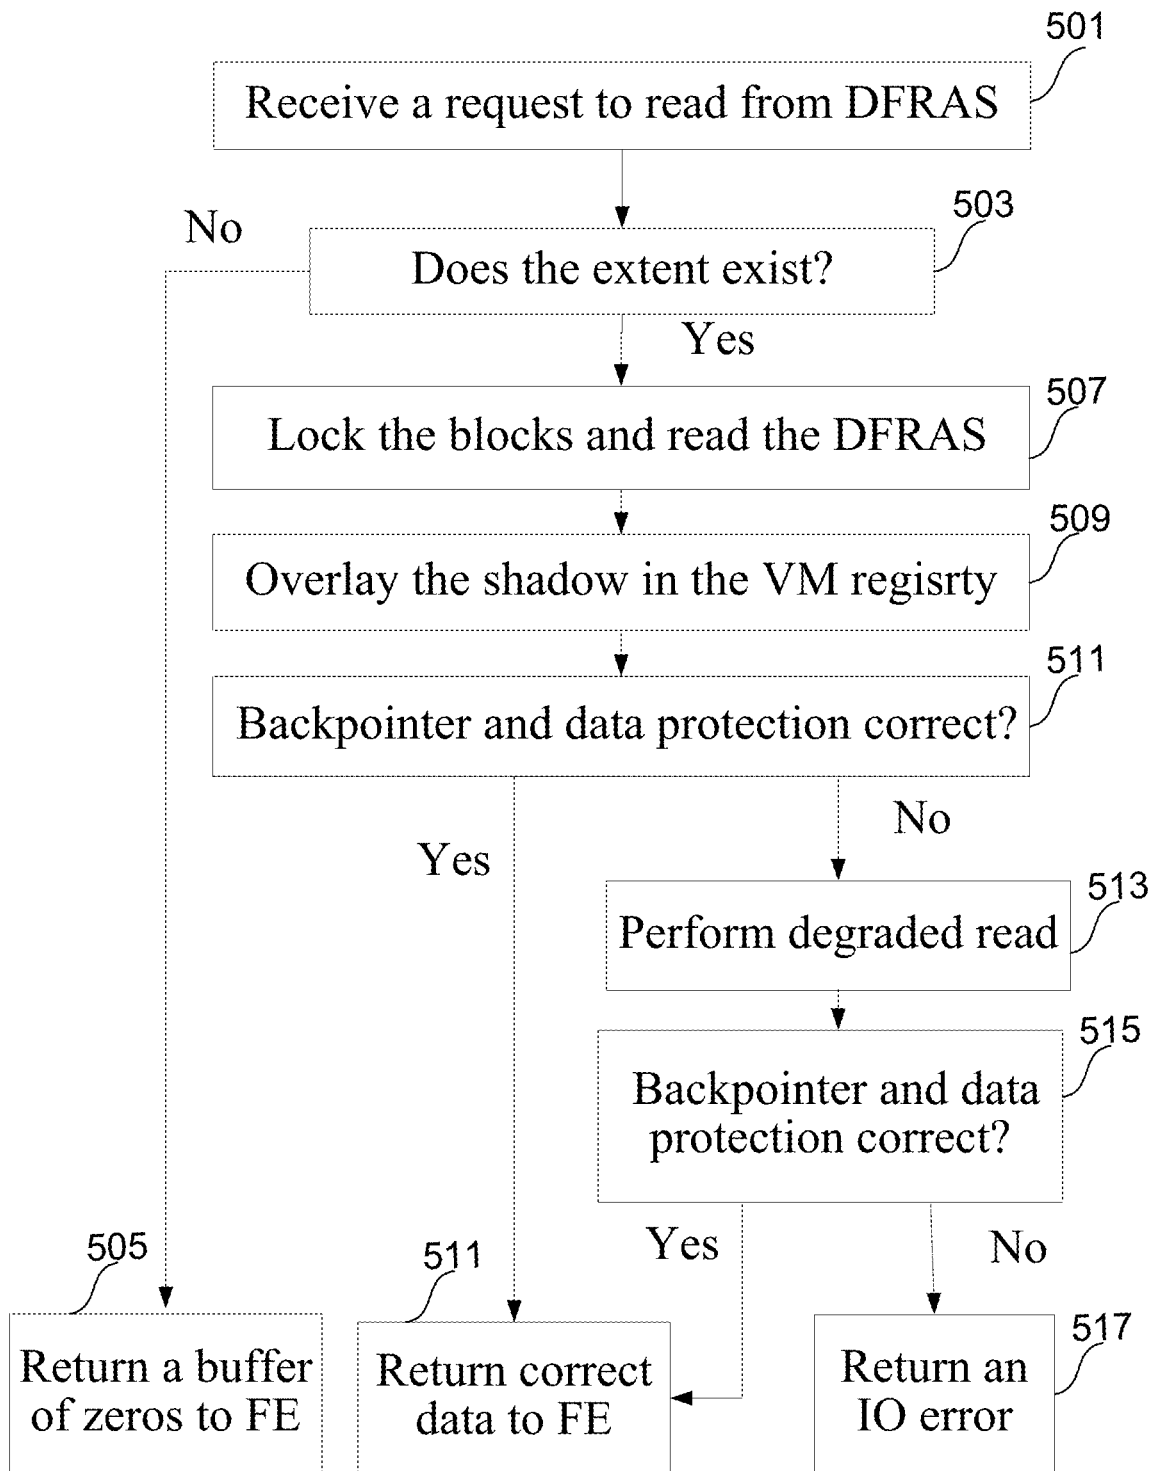 501
Receive a request to read from DFRAS
503
No
Does the extent exist?
Yes
507
Lock the blocks and read the DFRAS
509
Overlay the shadow in the VM regisrty
511
Backpointer and data protection correct?
No
Yes
513
Perform degraded read
515
Backpointer and data
protection correct?
Yes
No
505
511
517
Return a buffer
of zeros to FE
Return correct
data to FE
Return an
IO error